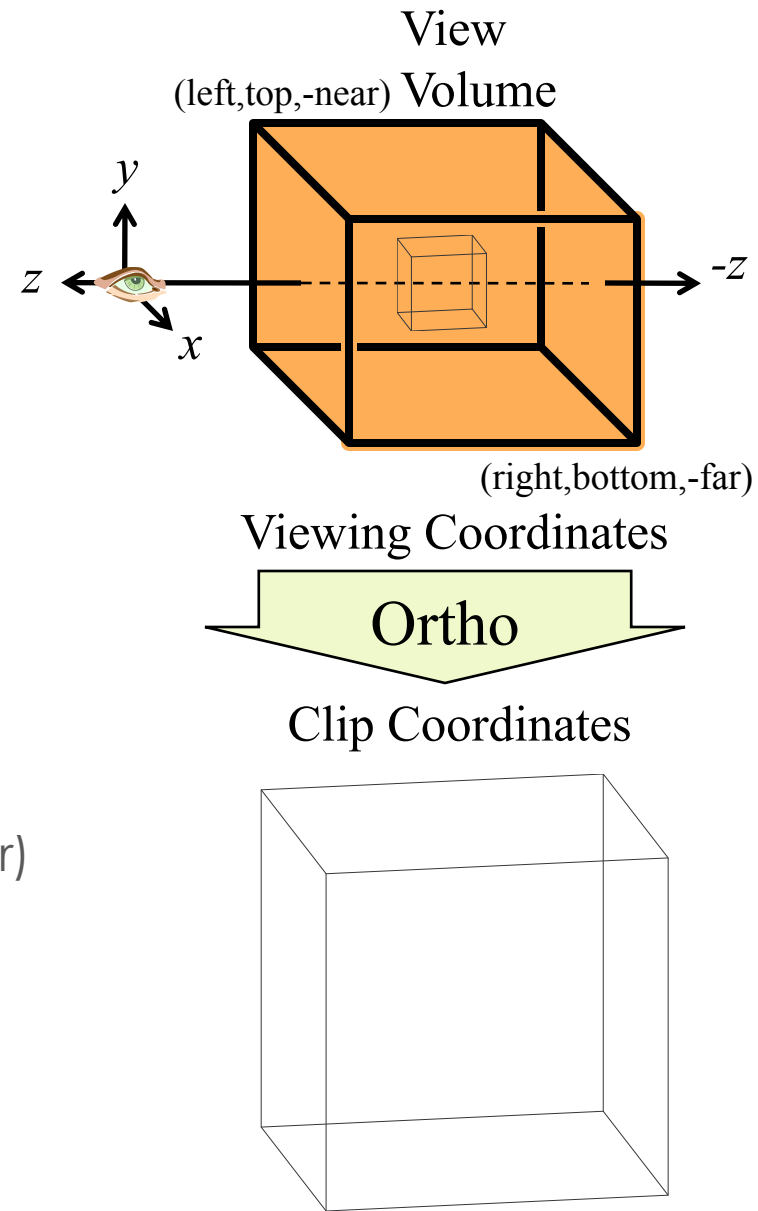 View
(left,top,-near) Volume
y
z
-z
x
(right,bottom,-far)
Viewing Coordinates
Ortho
Clip Coordinates
r)